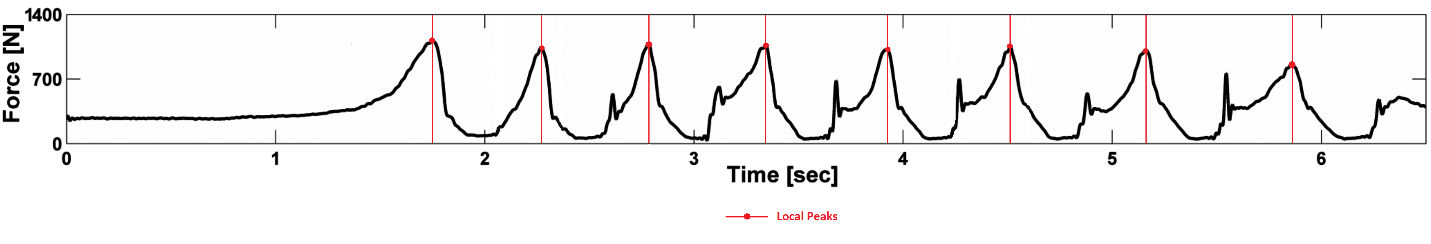 1400
700
0
Force [N]
0 1 2 3 4 5 6
Time [sec]
Local Peaks